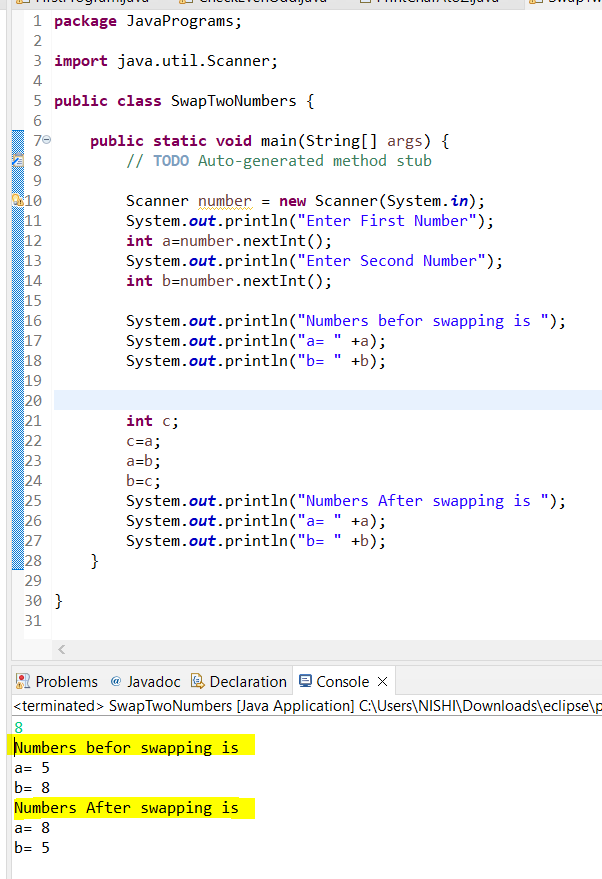 1 package JavaPrograms;
2
3 import java.util.Scanner;
4
5 public class SwapTwoNumbers {
6
7 public static void main(String[] args) {
8 // TODO Auto-generated method stub
9
10 Scanner number = new Scanner(System.in);
11 System.out.println("Enter First Number");
12 int a=number.nextInt();
13 System.out.println("Enter Second Number");
14 int b=number.nextInt();
15
16 System.out.println("Numbers befor swapping is ");
17 System.out.println("a= " +a);
18 System.out.println("b= " +b);
19
20
21 int c;
22 c=a;
23 a=b;
24 b=c;
25 System.out.println("Numbers After swapping is ");
26 System.out.println("a= " +a);
27 System.out.println("b= " +b);
28 }
29
30 }
31
Problems @ Javadoc Declaration Console
<terminated> SwapTwoNumbers [Java Application] C:\Users\NISHI\Downloads\eclipse\p
8
Numbers befor swapping is
a= 5
b= 8
Numbers After swapping is
a= 8
b= 5